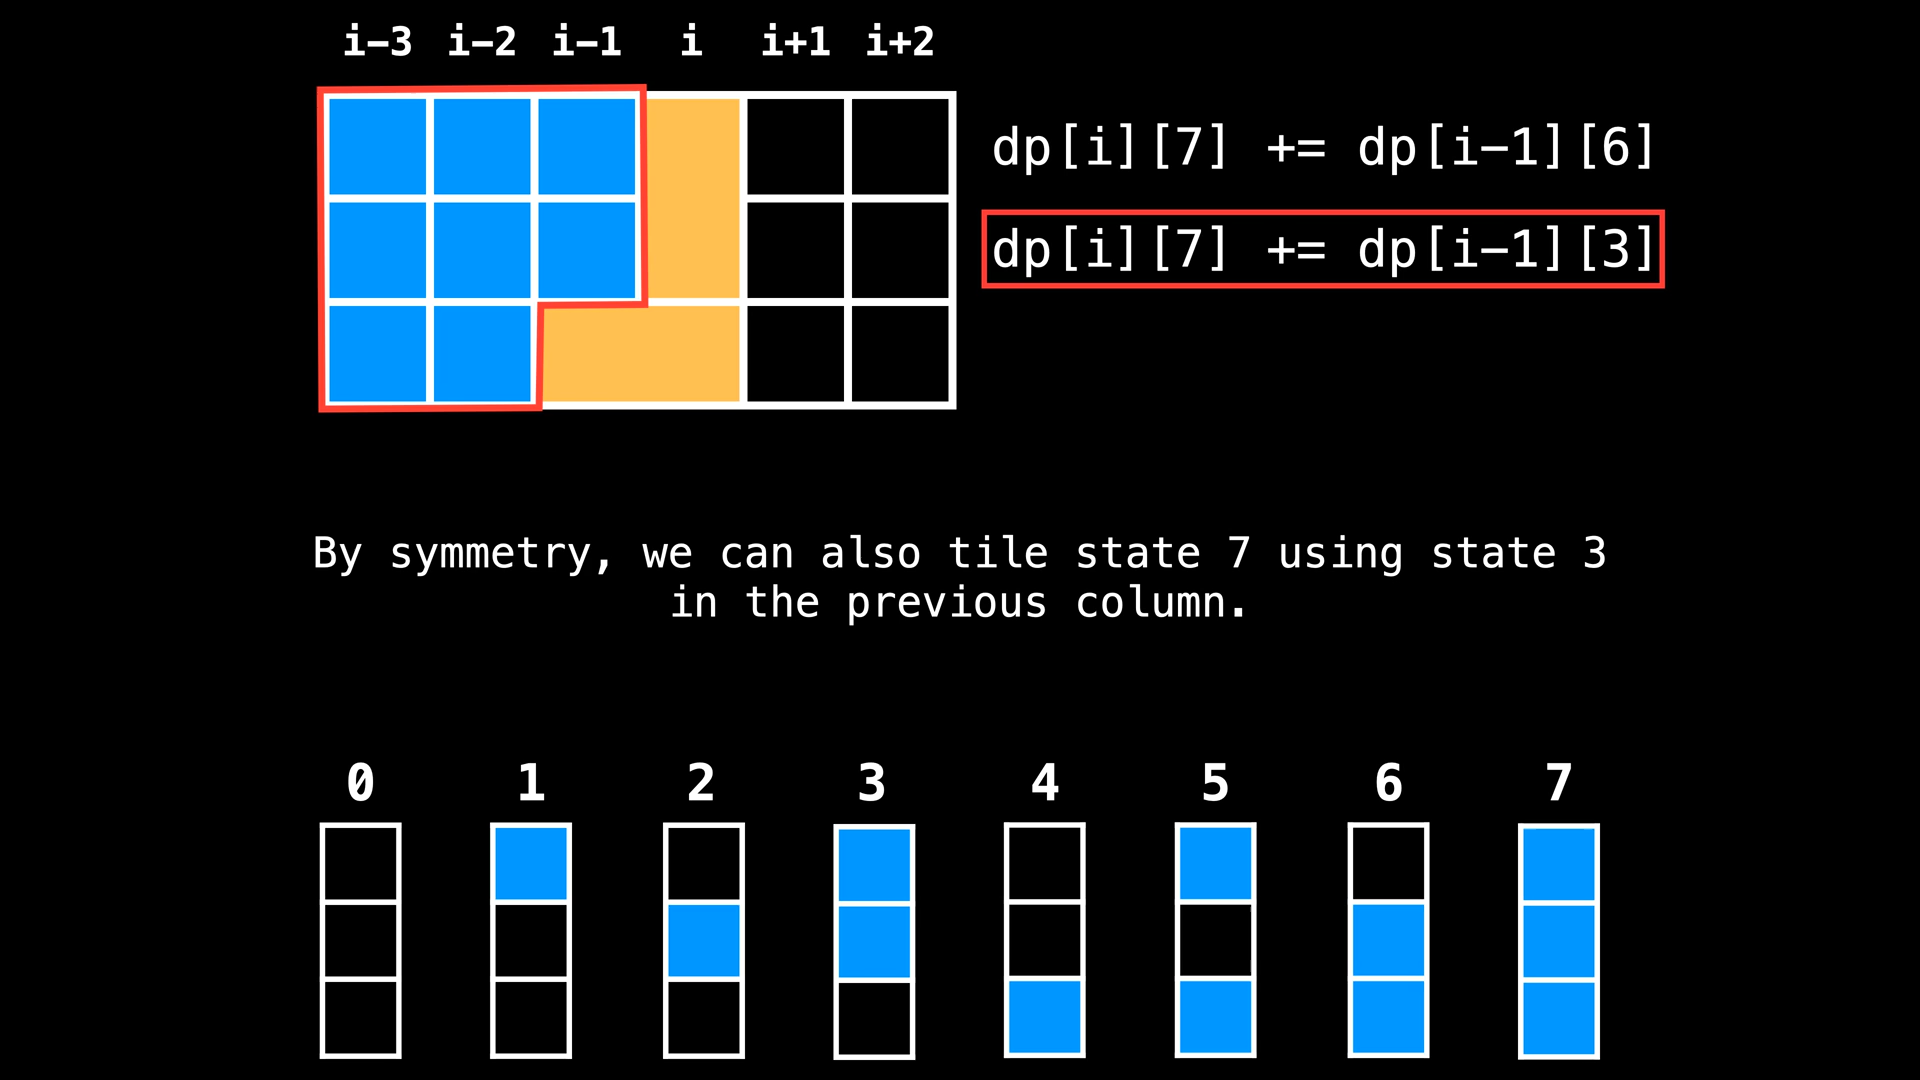 i−3 i−2 i−1 i i+1 i+2
dp[i][7] += dp[i−1][6]
dp[i][7] += dp[i−1][3]
By symmetry, we can also tile state 7 using state 3
in the previous column.
0 1 2 3 4 5 6 7